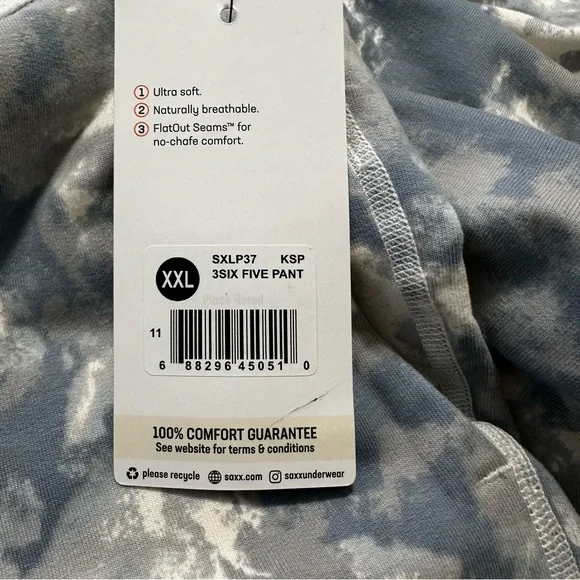 1 Ultra soft.
2 Naturally breathable.
3 FlatOut Seams™ for
no-chafe comfort.
SXLP37 KSP
XXL 3SIX FIVE PANT
11
6 88296 45051 0
100% COMFORT GUARANTEE
See website for terms & conditions
please recycle saxx.com saxxunderwear